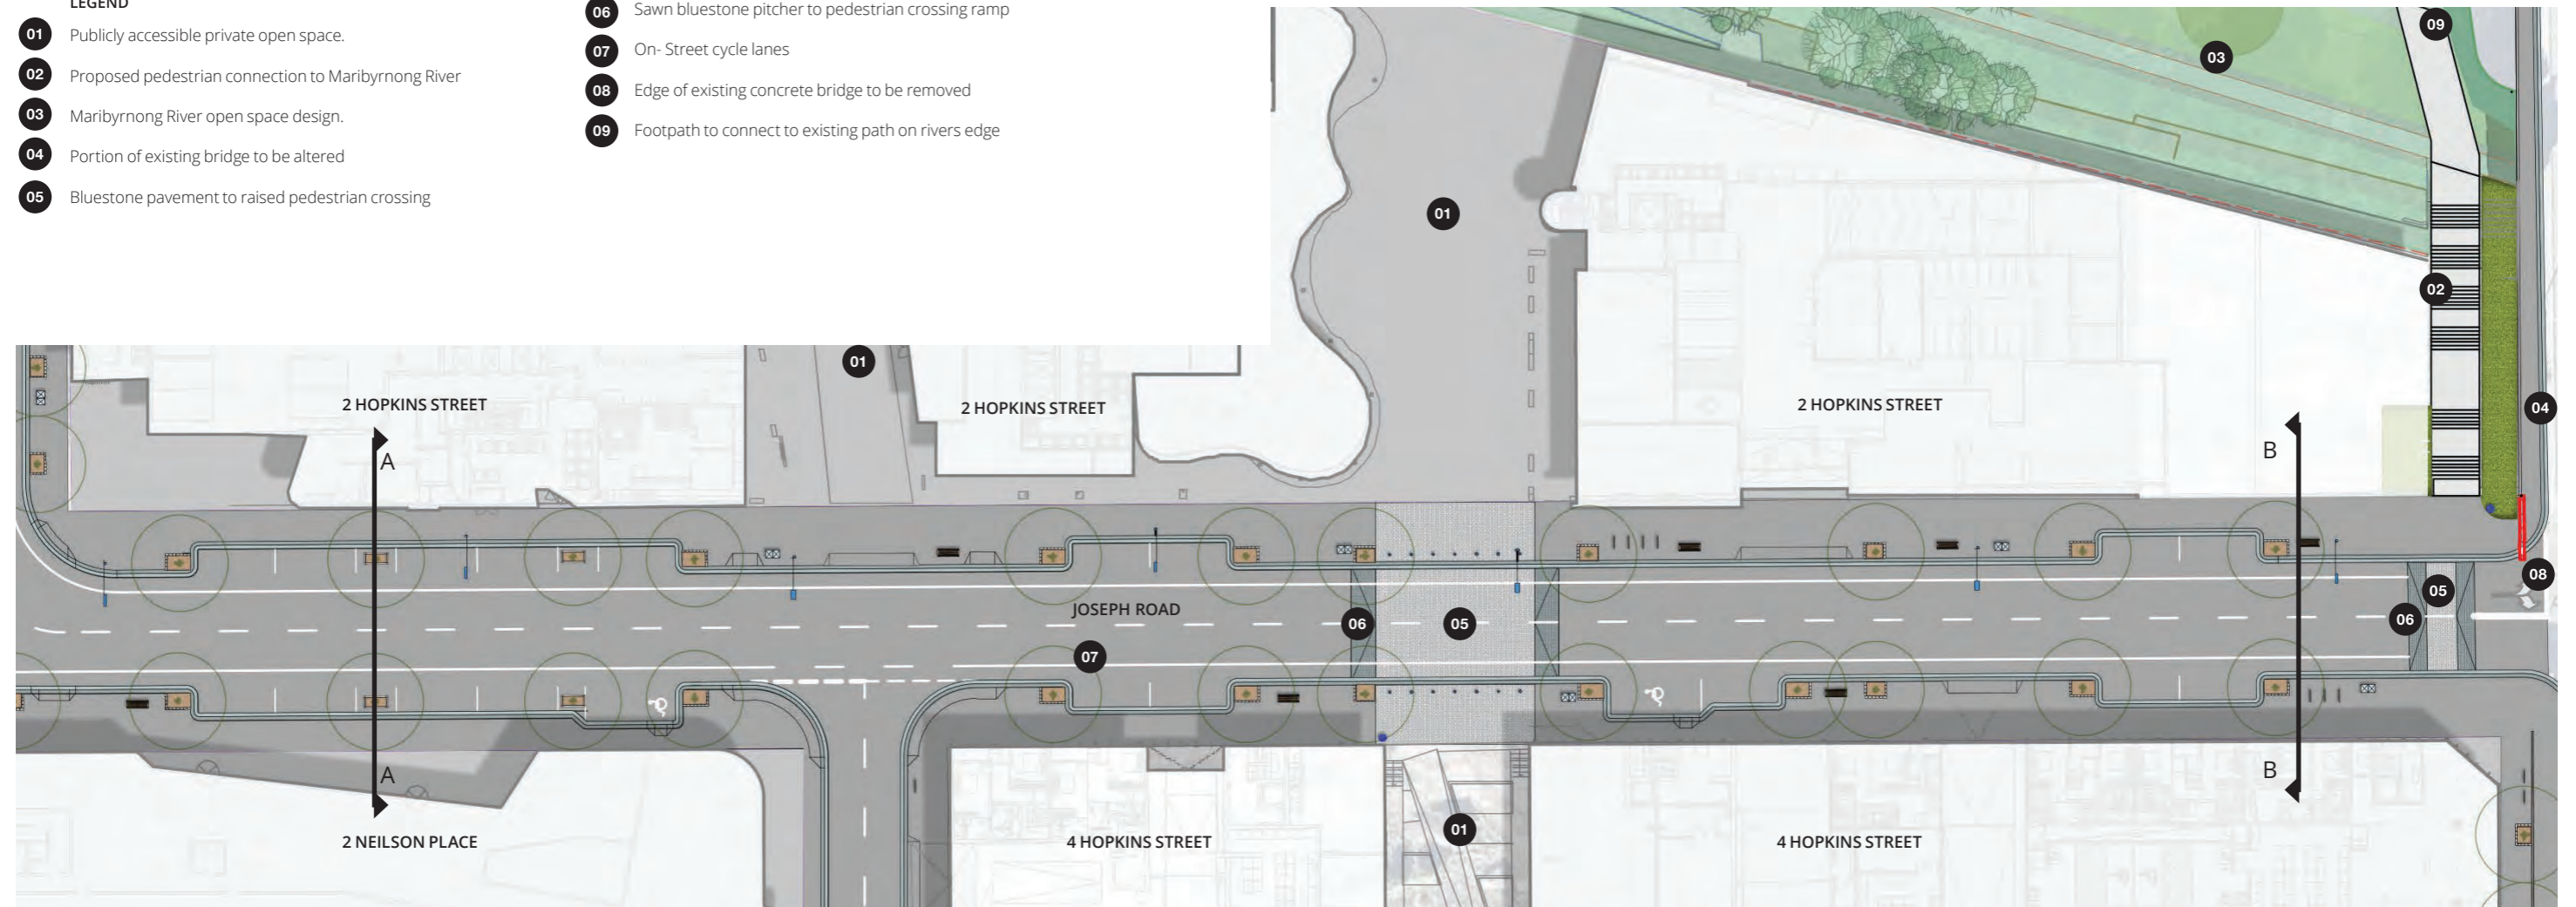 LEGEND
01 Publicly accessible private open space.
02 Proposed pedestrian connection to Maribyrnong River
03 Maribyrnong River open space design.
04 Portion of existing bridge to be altered
05 Bluestone pavement to raised pedestrian crossing
06 Sawn bluestone pitcher to pedestrian crossing ramp
07 On- Street cycle lanes
08 Edge of existing concrete bridge to be removed
09 Footpath to connect to existing path on rivers edge
09
03
01
02
01
2 HOPKINS STREET
2 HOPKINS STREET
2 HOPKINS STREET
04
A
B
08
05
JOSEPH ROAD
06
05
06
07
A
B
01
2 NEILSON PLACE
4 HOPKINS STREET
4 HOPKINS STREET